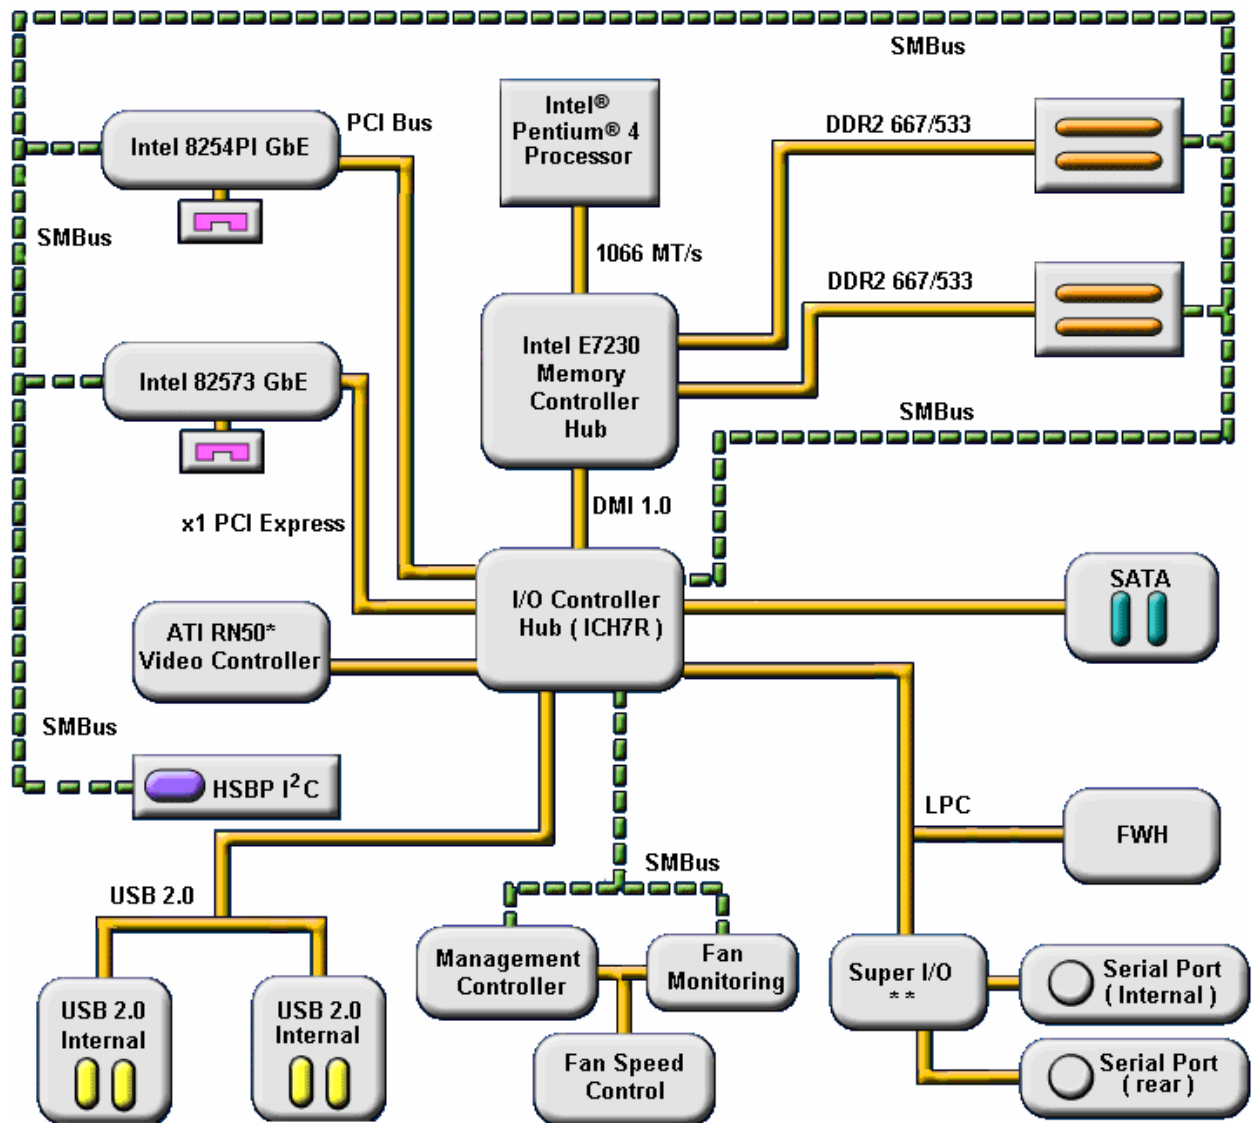 SMBus
Intel®
Pentium® 4
Processor
PCI Bus
DDR2 667/533
Intel 8254PI GbE
SMBus
1066 MT/s
DDR2 667/533
Intel E7230
Memory
Controller
Hub
Intel 82573 GbE
SMBus
x1 PCI Express
DMI 1.0
I/O Controller
Hub ( ICH7R )
SATA
ATI RN50*
Video Controller
SMBus
HSBP I²C
LPC
FWH
SMBus
USB 2.0
Management
Controller
Fan
Monitoring
Super I/O
* *
Serial Port
( Internal )
USB 2.0
Internal
USB 2.0
Internal
Fan Speed
Control
Serial Port
( rear )